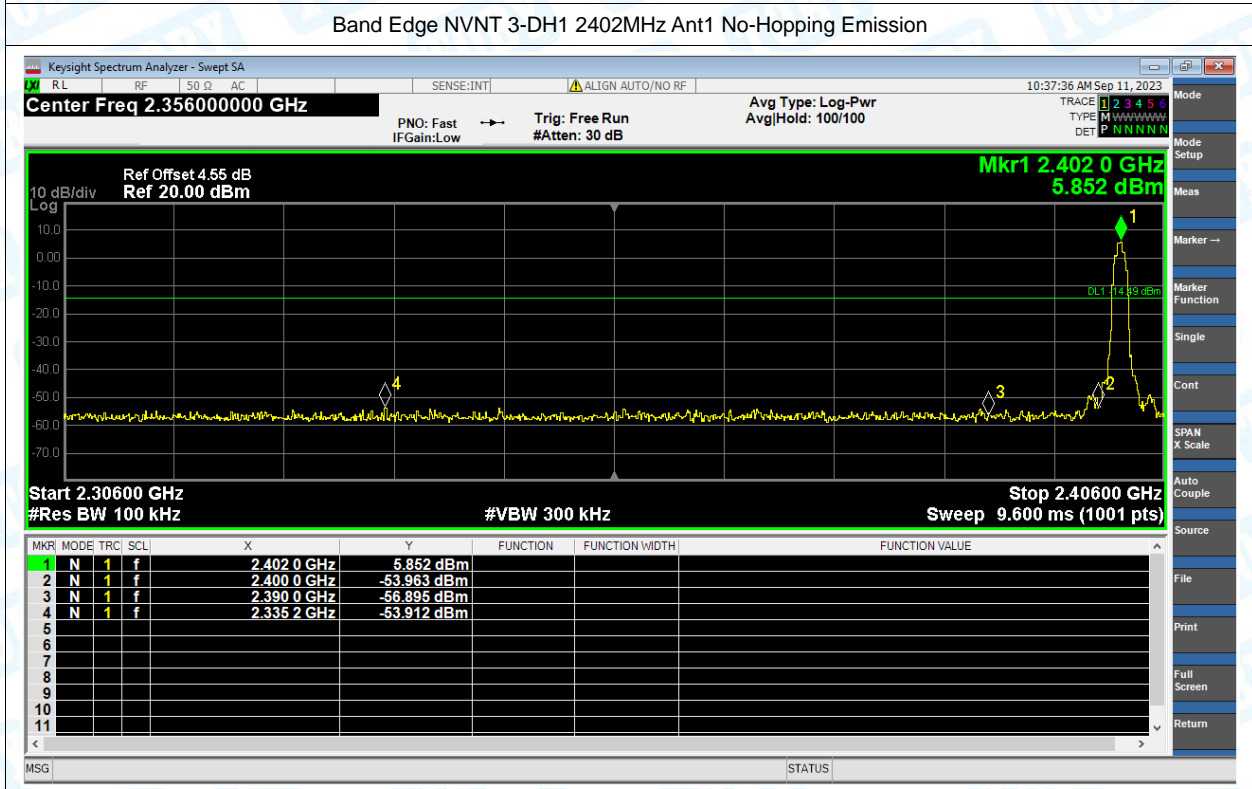 Band Edge NVNT 3-DH1 2402MHz Ant1 No-Hopping Emission
Keysight Spectrum Analyzer - Swept SA
LXI RL RF 50 Ω AC SENSE:INT ALIGN AUTO/NO RF 10:37:36 AM Sep 11, 2023
Center Freq 2.356000000 GHz
PNO: Fast
IFGain:Low
Trig: Free Run
#Atten: 30 dB
Avg Type: Log-Pwr
Avg|Hold: 100/100
TRACE 1 2 3 4 5 6
TYPE M WWWWW
DET P N N N N N
Ref Offset 4.55 dB
10 dB/div Ref 20.00 dBm
Log
Mkr1 2.402 0 GHz
5.852 dBm
10.0
0.00
-10.0
-20.0
-30.0
-40.0
-50.0
-60.0
-70.0
1
DL1 -14.49 dBm
4
3
2
Start 2.30600 GHz Stop 2.40600 GHz
#Res BW 100 kHz #VBW 300 kHz Sweep 9.600 ms (1001 pts)
MKR MODE TRC SCL X Y FUNCTION FUNCTION WIDTH FUNCTION VALUE
1 N 1 f 2.402 0 GHz 5.852 dBm
2 N 1 f 2.400 0 GHz -53.963 dBm
3 N 1 f 2.390 0 GHz -56.895 dBm
4 N 1 f 2.335 2 GHz -53.912 dBm
5
6
7
8
9
10
11
MSG STATUS
Mode
Mode
Setup
Meas
Marker→
Marker
Function
Single
Cont
SPAN
X Scale
Auto
Couple
Source
File
Print
Full
Screen
Return